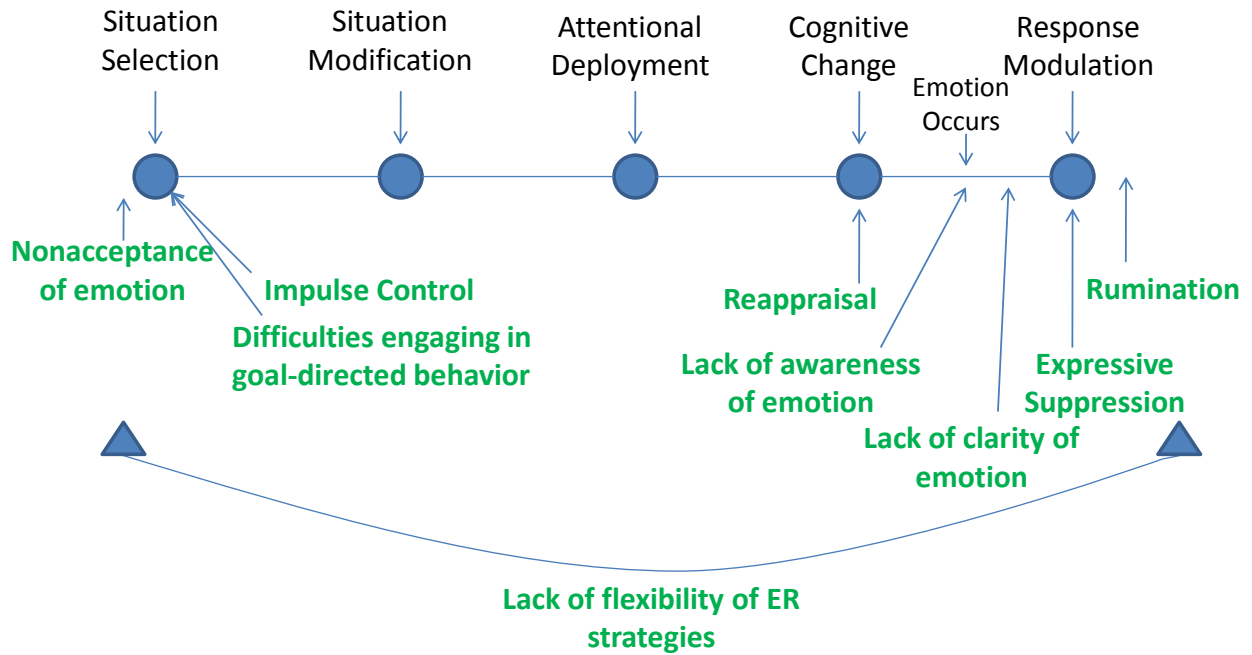 Situation
Selection
Situation
Modification
Attentional
Deployment
Cognitive
Change
Response
Modulation
Emotion
Occurs
Nonacceptance
of emotion
Impulse Control
Difficulties engaging in
goal-directed behavior
Reappraisal
Rumination
Lack of awareness
of emotion
Expressive
Suppression
Lack of clarity of
emotion
Lack of flexibility of ER
strategies